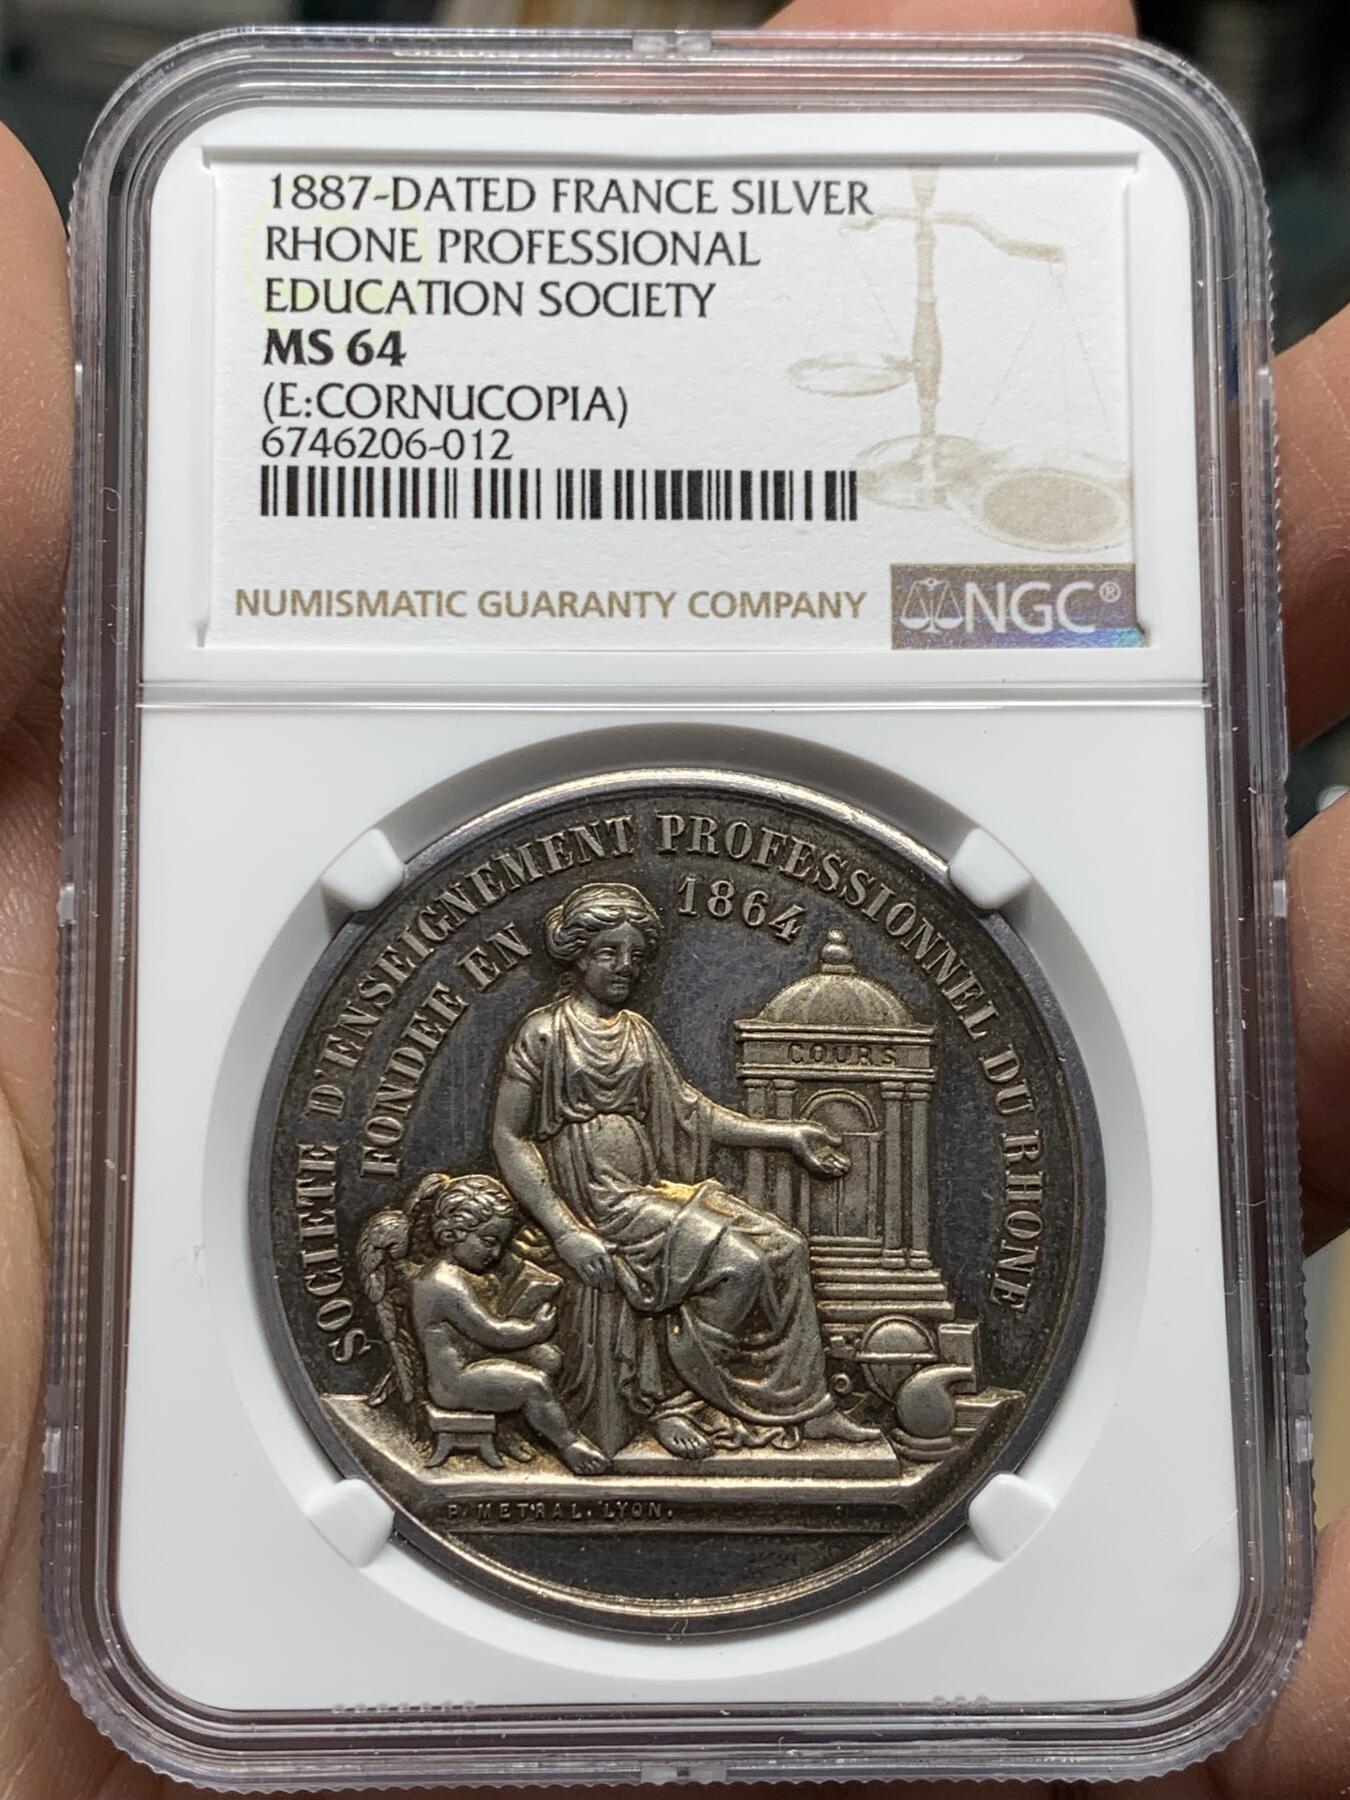 1887-DATED FRANCE SILVER
RHONE PROFESSIONAL
EDUCATION SOCIETY
MS 64
(E:CORNUCOPIA)
6746206-012
NUMISMATIC GUARANTY COMPANY
NGC®
SOCIETE D'ENSEIGNEMENT PROFESSIONNEL DU RHONE
FONDEE EN 1864
COURS
P. METRAL. LYON.